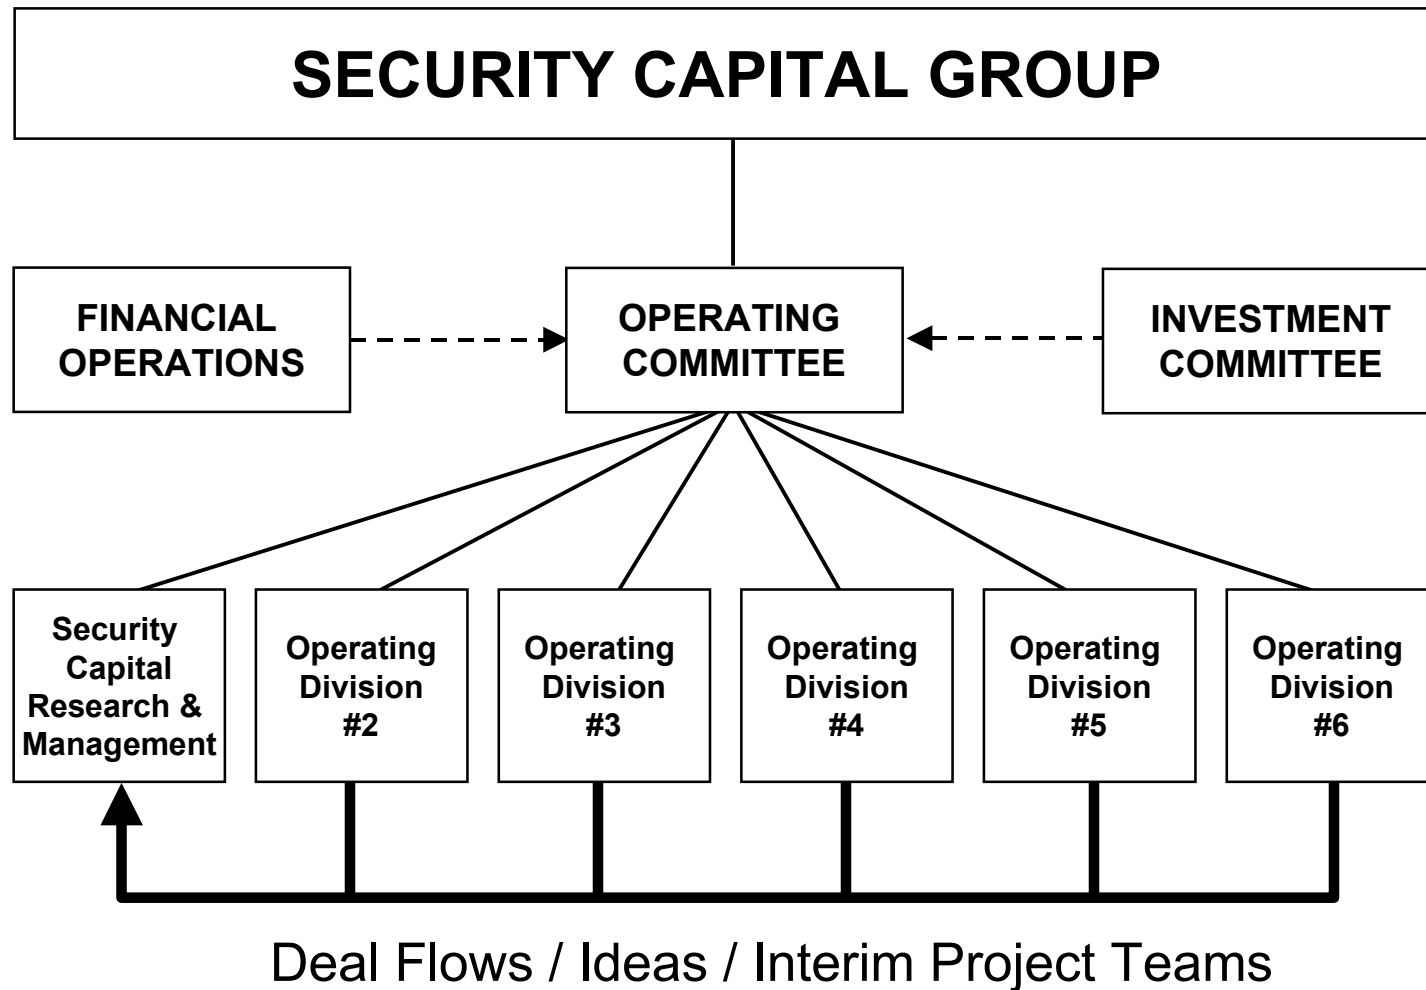 SECURITY CAPITAL GROUP
FINANCIAL
OPERATIONS
OPERATING
COMMITTEE
INVESTMENT
COMMITTEE
Security
Capital
Research &
Management
Operating
Division
#2
Operating
Division
#3
Operating
Division
#4
Operating
Division
#5
Operating
Division
#6
Deal Flows / Ideas / Interim Project Teams